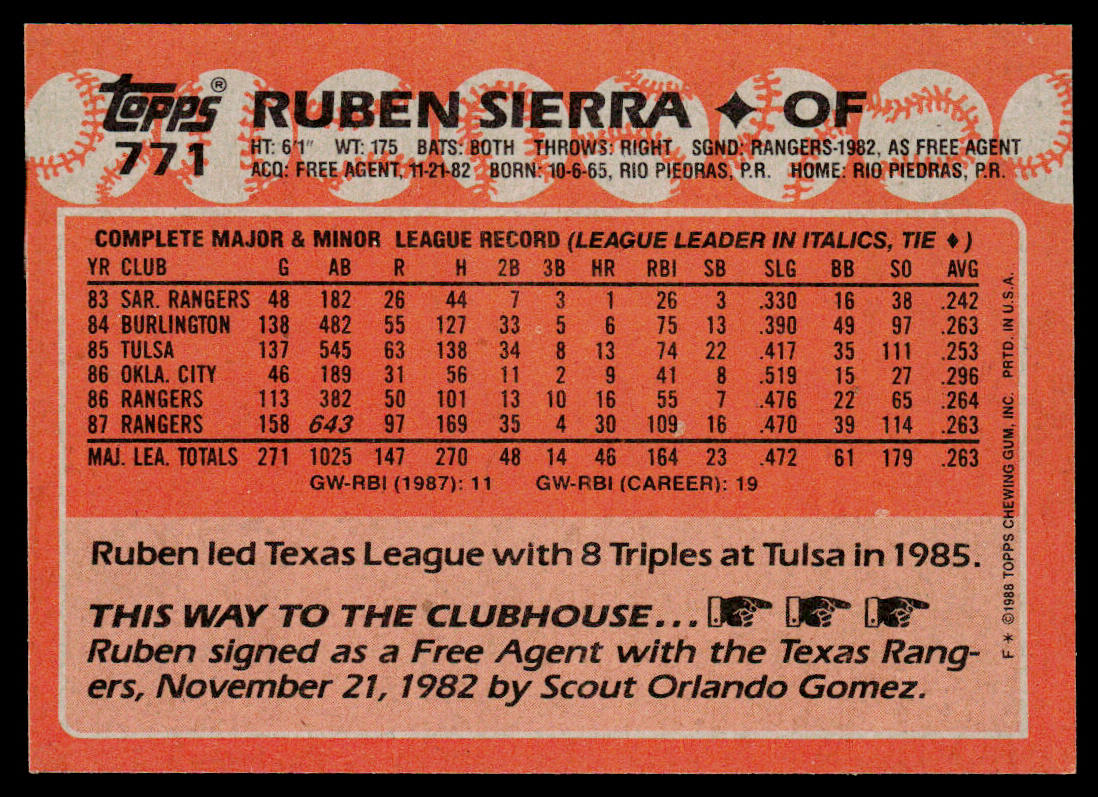 topps® RUBEN SIERRA ✦ OF
771 HT: 6'1" WT: 175 BATS: BOTH THROWS: RIGHT SGND: RANGERS-1982, AS FREE AGENT
ACQ: FREE AGENT, 11-21-82 BORN: 10-6-65, RIO PIEDRAS, P.R. HOME: RIO PIEDRAS, P.R.
COMPLETE MAJOR & MINOR LEAGUE RECORD (LEAGUE LEADER IN ITALICS, TIE ♦)
YR CLUB G AB R H 2B 3B HR RBI SB SLG BB SO AVG
83 SAR. RANGERS 48 182 26 44 7 3 1 26 3 .330 16 38 .242
84 BURLINGTON 138 482 55 127 33 5 6 75 13 .390 49 97 .263
85 TULSA 137 545 63 138 34 8 13 74 22 .417 35 111 .253
86 OKLA. CITY 46 189 31 56 11 2 9 41 8 .519 15 27 .296
86 RANGERS 113 382 50 101 13 10 16 55 7 .476 22 65 .264
87 RANGERS 158 643 97 169 35 4 30 109 16 .470 39 114 .263
MAJ. LEA. TOTALS 271 1025 147 270 48 14 46 164 23 .472 61 179 .263
GW-RBI (1987): 11 GW-RBI (CAREER): 19
Ruben led Texas League with 8 Triples at Tulsa in 1985.
THIS WAY TO THE CLUBHOUSE...
Ruben signed as a Free Agent with the Texas Rang-
ers, November 21, 1982 by Scout Orlando Gomez.
F* ©1988 TOPPS CHEWING GUM, INC. PRTD. IN U.S.A.